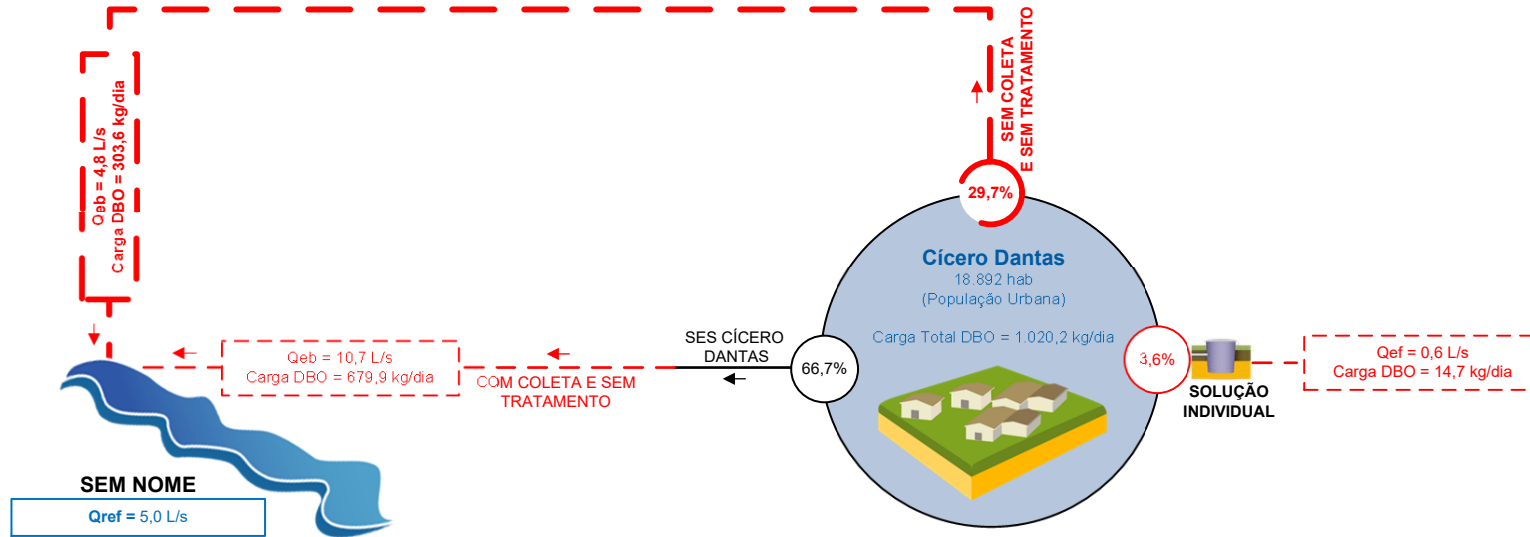 SEM COLETA
E SEM TRATAMENTO
Qeb = 4,8 L/s
Carga DBO = 303,6 kg/dia
29,7%
Cícero Dantas
18.892 hab
(População Urbana)
Carga Total DBO = 1.020,2 kg/dia
SES CÍCERO
DANTAS
66,7%
3,6%
Qeb = 10,7 L/s
Carga DBO = 679,9 kg/dia
COM COLETA E SEM
TRATAMENTO
SOLUÇÃO
INDIVIDUAL
Qef = 0,6 L/s
Carga DBO = 14,7 kg/dia
SEM NOME
Qref = 5,0 L/s